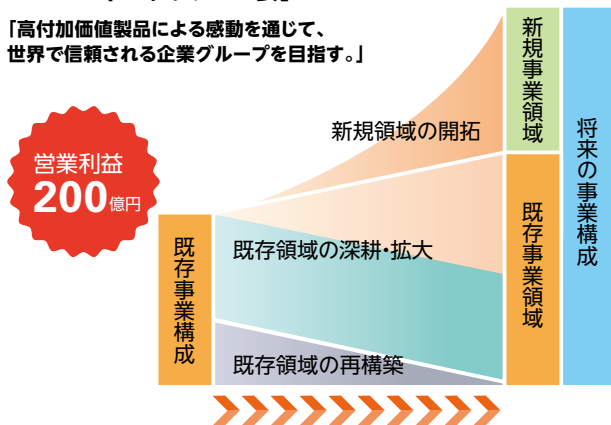 「高付加価値製品による感動を通じて、
世界で信頼される企業グループを目指す。」
営業利益
200億円
新規領域の開拓
既存領域の深耕・拡大
既存領域の再構築
既存事業構成
新規事業領域
既存事業領域
将来の事業構成